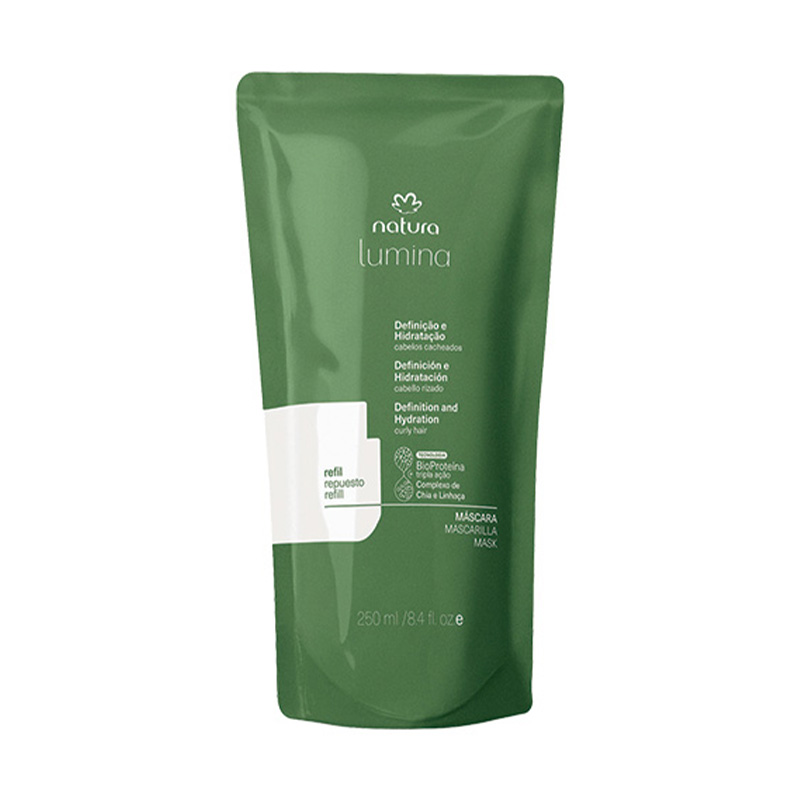 natura
lumina
Definição e
Hidratação
cabelos cacheados
Definición e
Hidratación
cabello rizado
Definition and
Hydration
curly hair
TECNOLOGIA
BioProteína
tripla ação
Complexo de
Chia e Linhaça
refil
repuesto
refill
MÁSCARA
MASCARILLA
MASK
250 ml /8.4 fl. oz.e